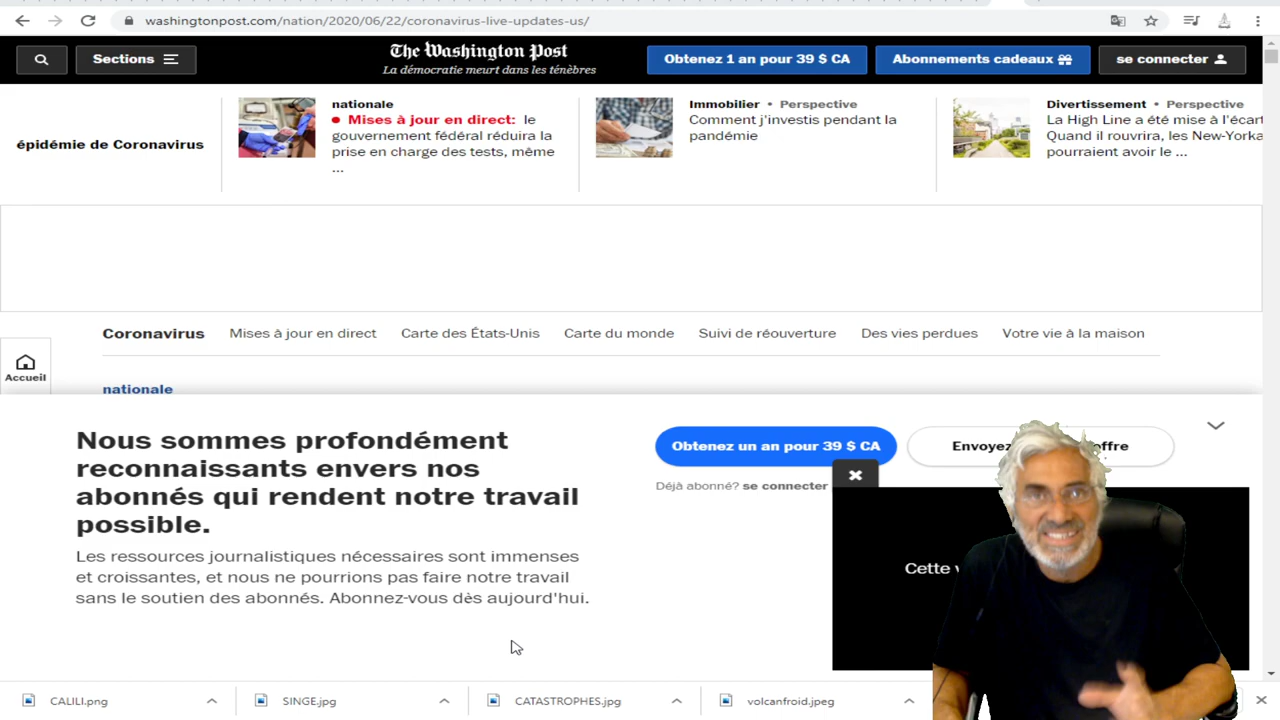 washingtonpost.com/nation/2020/06/22/coronavirus-live-updates-us/
Sections
The Washington Post
La démocratie meurt dans les ténèbres
Obtenez 1 an pour 39 $ CA
Abonnements cadeaux
se connecter
épidémie de Coronavirus
nationale
Mises à jour en direct: le
gouvernement fédéral réduira la
prise en charge des tests, même
...
Immobilier • Perspective
Comment j'investis pendant la
pandémie
Divertissement • Perspective
La High Line a été mise à l'écart
Quand il rouvrira, les New-Yorka
pourraient avoir le ...
Coronavirus
Mises à jour en direct
Carte des États-Unis
Carte du monde
Suivi de réouverture
Des vies perdues
Votre vie à la maison
Accueil
nationale
Nous sommes profondément
reconnaissants envers nos
abonnés qui rendent notre travail
possible.
Les ressources journalistiques nécessaires sont immenses
et croissantes, et nous ne pourrions pas faire notre travail
sans le soutien des abonnés. Abonnez-vous dès aujourd'hui.
Obtenez un an pour 39 $ CA
Envoyez offre
Déjà abonné? se connecter
Cette
CALILI.png
SINGE.jpg
CATASTROPHES.jpg
volcanfroid.jpeg